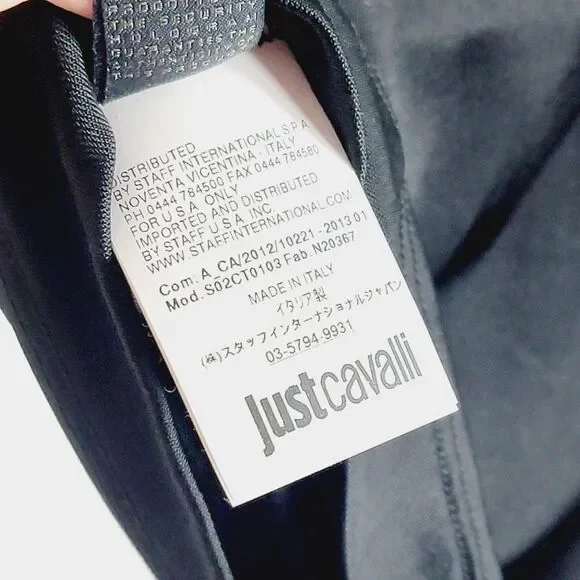 THE SECURITY
DISTRIBUTED
BY STAFF INTERNATIONAL S.P.A
NOVENTA VICENTINA - ITALY
PH 0444 784500 FAX 0444 784580
FOR U.S.A. ONLY
IMPORTED AND DISTRIBUTED
BY STAFF U.S.A. INC
WWW.STAFFINTERNATIONAL.COM
Com. A CA/2012/10221 - 2013 01
Mod. S02CT0103 Fab. N20367
MADE IN ITALY
イタリア製
(株)スタッフインターナショナルジャパン
03-5794-9931
Justcavalli